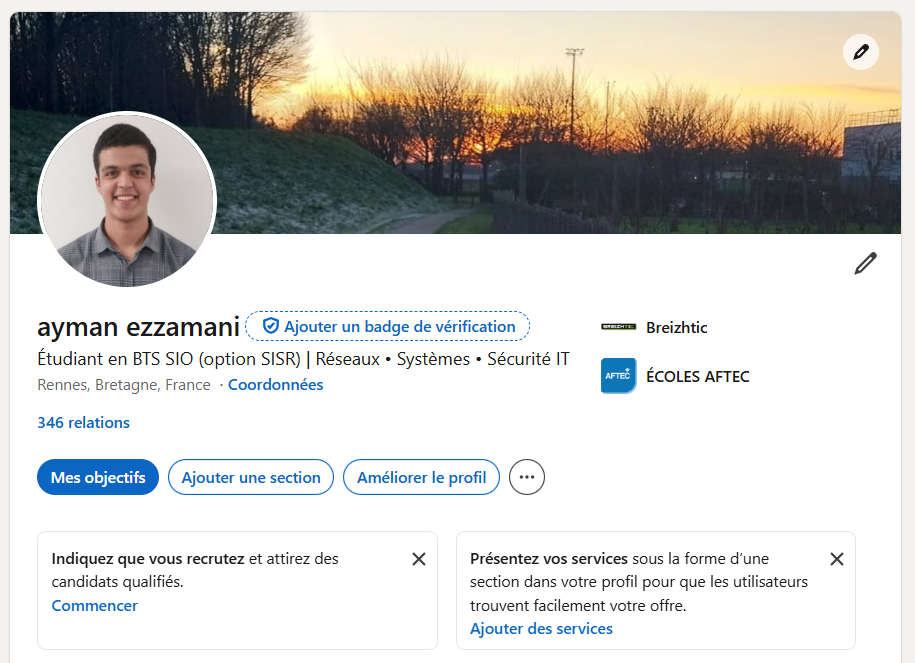 ayman ezzamani
Ajouter un badge de vérification
Étudiant en BTS SIO (option SISR) | Réseaux • Systèmes • Sécurité IT
Rennes, Bretagne, France · Coordonnées
346 relations
BREIZHTIC
Breizhtic
AFTEC
ÉCOLES AFTEC
Mes objectifs
Ajouter une section
Améliorer le profil
Indiquez que vous recrutez et attirez des
candidats qualifiés.
Commencer
Présentez vos services sous la forme d’une
section dans votre profil pour que les utilisateurs
trouvent facilement votre offre.
Ajouter des services